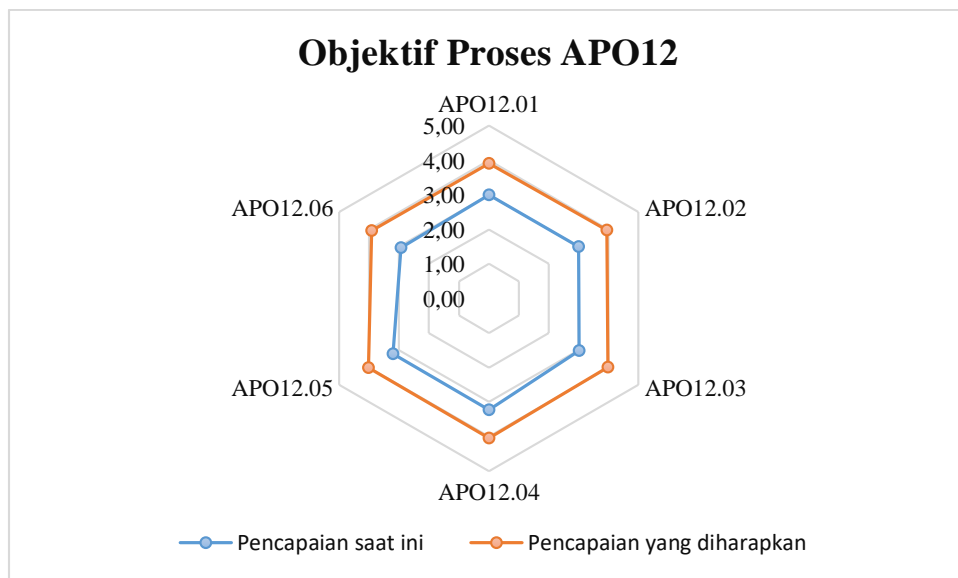 Objektif Proses APO12
APO12.01
5,00
4,00
3,00
2,00
1,00
0,00
APO12.02
APO12.03
APO12.04
APO12.05
APO12.06
Pencapaian saat ini
Pencapaian yang diharapkan